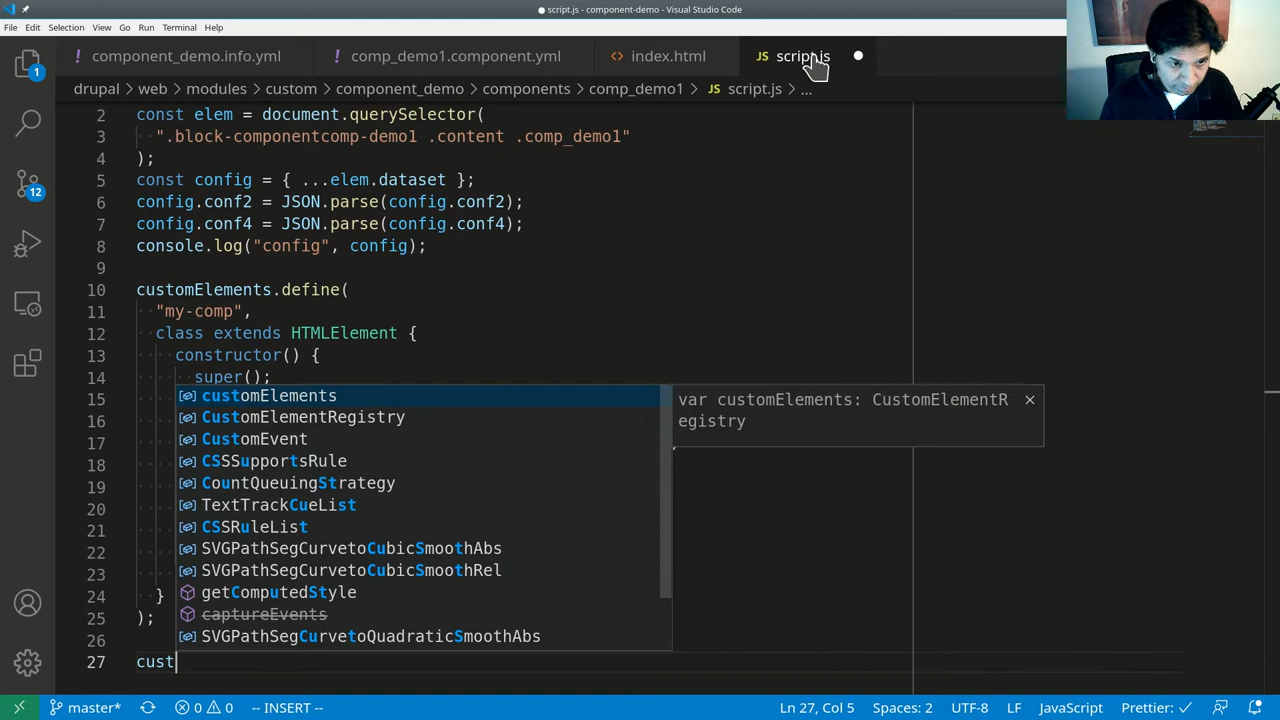 ● script.js - component-demo - Visual Studio Code
File Edit Selection View Go Run Terminal
! component_demo.info.yml ! comp_demo1.component.yml <> index.html JS script.js
drupal > web > modules > custom > component_demo > components > comp_demo1 > JS script.js > ...
1
12
2 const elem = document.querySelector(
3 ".block-componentcomp-demo1 .content .comp_demo1"
4 );
5 const config = { ...elem.dataset };
6 config.conf2 = JSON.parse(config.conf2);
7 config.conf4 = JSON.parse(config.conf4);
8 console.log("config", config);
9
10 customElements.define(
11 "my-comp",
12 class extends HTMLElement {
13 constructor() {
14 super();
15 customElements
16 CustomElementRegistry
17 CustomEvent
18 CSSSupportsRule
19 CountQueuingStrategy
20 TextTrackCueList
21 CSSRuleList
22 SVGPathSegCurvetoCubicSmoothAbs
23 SVGPathSegCurvetoCubicSmoothRel
24 } getComputedStyle
25 ); captureEvents
26 SVGPathSegCurvetoQuadraticSmoothAbs
27 cust
var customElements: CustomElementR
egistry
master* 0 0 -- INSERT -- Ln 27, Col 5 Spaces: 2 UTF-8 LF JavaScript Prettier: ✓